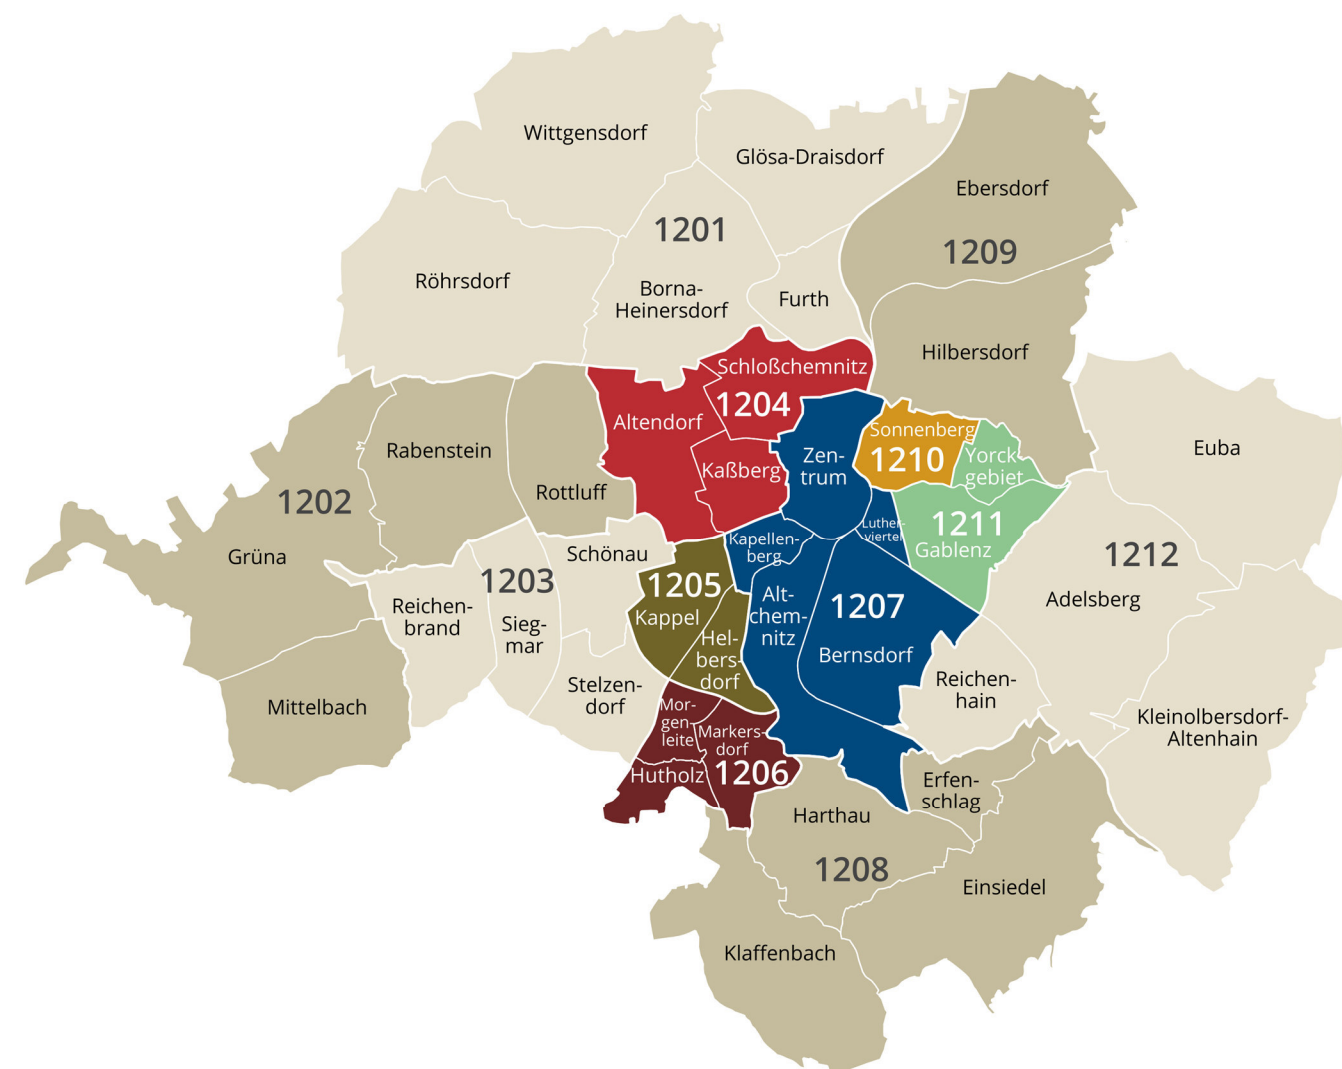 Wittgensdorf
Glösa-Draisdorf
Ebersdorf
1201
1209
Röhrsdorf
Borna-
Heinersdorf
Furth
Hilbersdorf
Schloßchemnitz
1204
Altendorf
Kaßberg
Zen-
trum
Sonnenberg
1210
Yorck-
gebiet
Euba
Rabenstein
Rottluff
1202
Grüna
Luther-
viertel
1211
Gablenz
1212
Adelsberg
Kapellen-
berg
Schönau
1203
Reichen-
brand
Sieg-
mar
1205
Kappel
Hel-
bers-
dorf
Alt-
chem-
nitz
1207
Bernsdorf
Reichen-
hain
Stelzen-
dorf
Mittelbach
Mor-
gen-
leite
Markers-
dorf
Hutholz
1206
Kleinolbersdorf-
Altenhain
Erfen-
schlag
Harthau
1208
Einsiedel
Klaffenbach